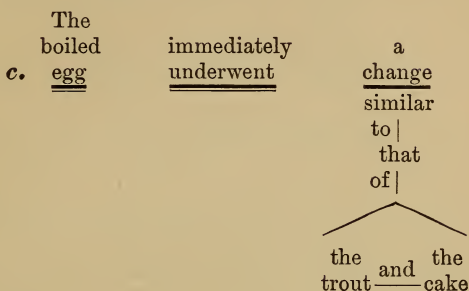 The
boiled immediately a
c. egg underwent change
similar
to
that
of
the and the
trout cake